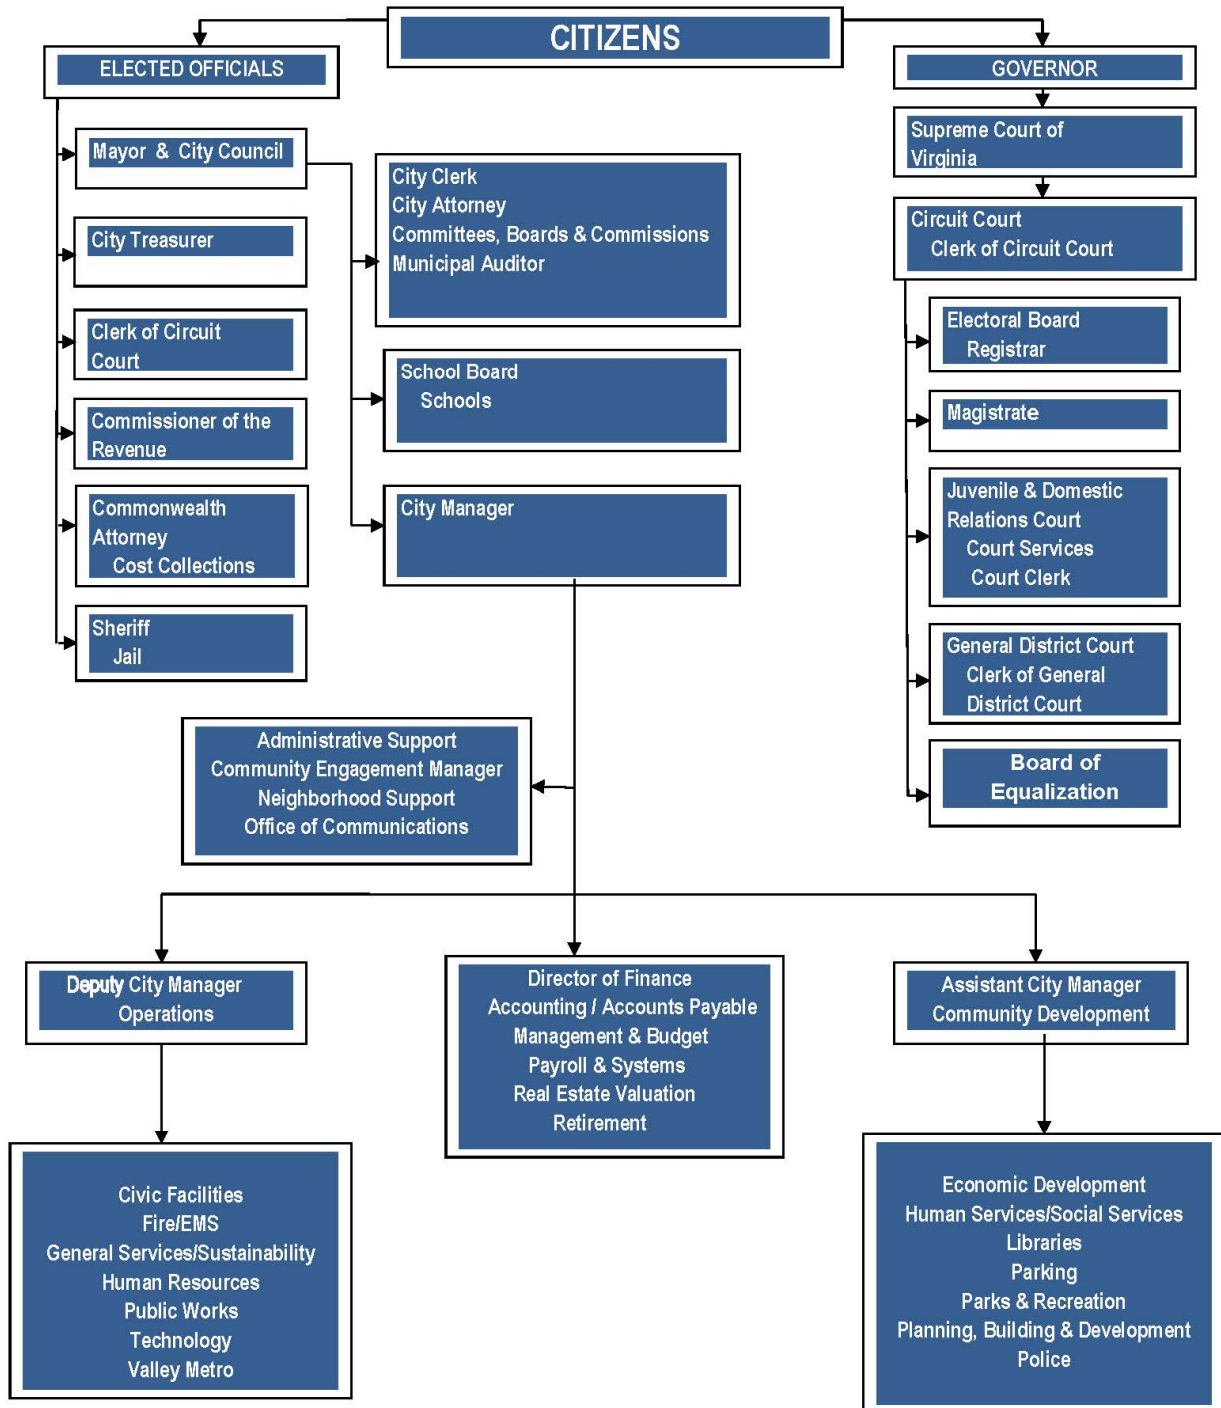 CITIZENS
ELECTED OFFICIALS
GOVERNOR
Mayor & City Council
City Treasurer
Clerk of Circuit
Court
Commissioner of the
Revenue
Commonwealth
Attorney
Cost Collections
Sheriff
Jail
City Clerk
City Attorney
Committees, Boards & Commissions
Municipal Auditor
School Board
Schools
City Manager
Supreme Court of
Virginia
Circuit Court
Clerk of Circuit Court
Electoral Board
Registrar
Magistrate
Juvenile & Domestic
Relations Court
Court Services
Court Clerk
General District Court
Clerk of General
District Court
Board of
Equalization
Administrative Support
Community Engagement Manager
Neighborhood Support
Office of Communications
Deputy City Manager
Operations
Director of Finance
Accounting / Accounts Payable
Management & Budget
Payroll & Systems
Real Estate Valuation
Retirement
Assistant City Manager
Community Development
Civic Facilities
Fire/EMS
General Services/Sustainability
Human Resources
Public Works
Technology
Valley Metro
Economic Development
Human Services/Social Services
Libraries
Parking
Parks & Recreation
Planning, Building & Development
Police